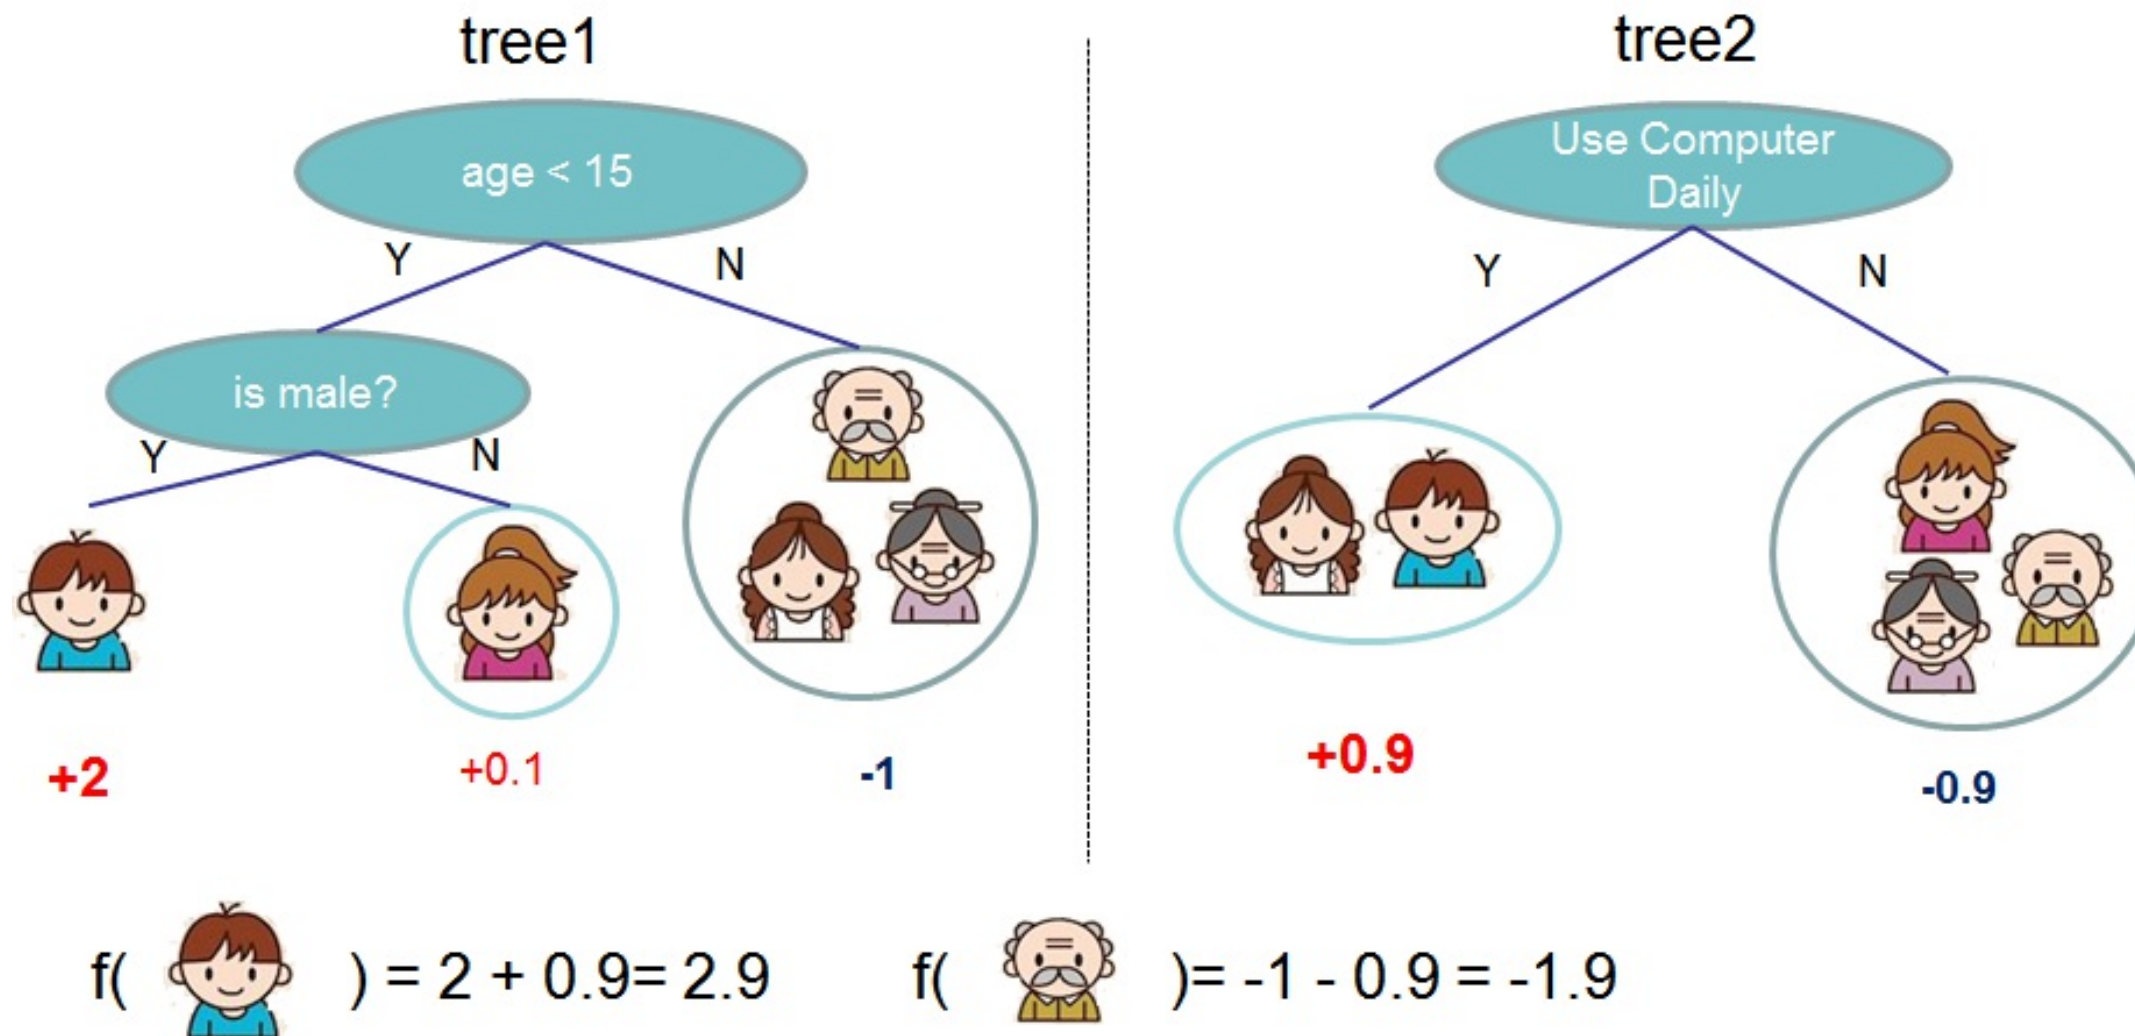 tree1
age < 15
Y
N
is male?
Y
N
+2
+0.1
-1
tree2
Use Computer
Daily
Y
N
+0.9
-0.9
f( ) = 2 + 0.9= 2.9
f( )= -1 - 0.9 = -1.9